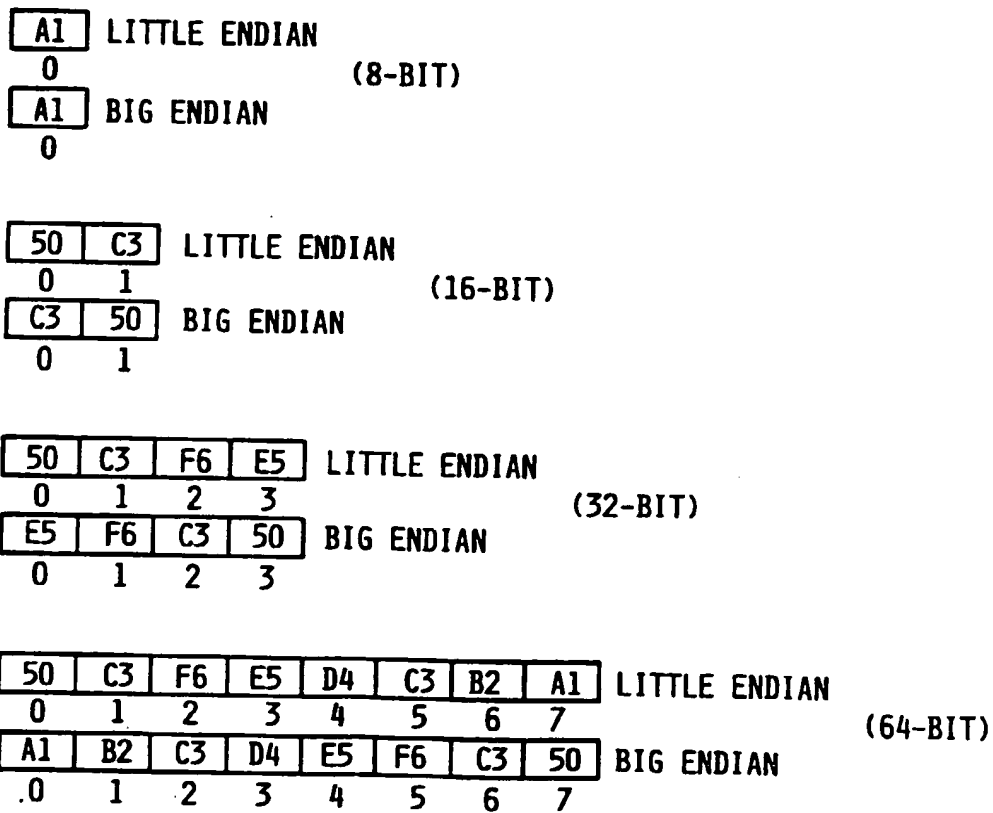 A1 LITTLE ENDIAN
0
(8-BIT)
A1 BIG ENDIAN
0
50 C3 LITTLE ENDIAN
0 1
(16-BIT)
C3 50 BIG ENDIAN
0 1
50 C3 F6 E5 LITTLE ENDIAN
0 1 2 3
(32-BIT)
E5 F6 C3 50 BIG ENDIAN
0 1 2 3
50 C3 F6 E5 D4 C3 B2 A1 LITTLE ENDIAN
0 1 2 3 4 5 6 7
(64-BIT)
A1 B2 C3 D4 E5 F6 C3 50 BIG ENDIAN
0 1 2 3 4 5 6 7